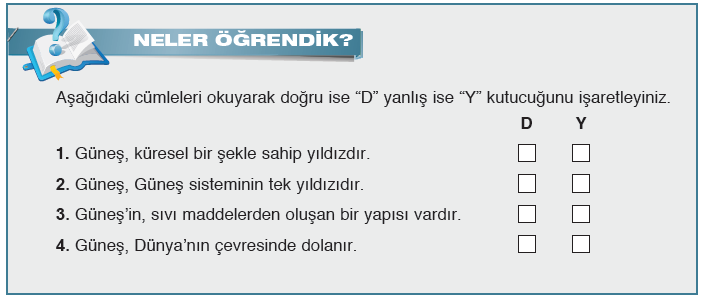 NELER ÖĞRENDİK?
Aşağıdaki cümleleri okuyarak doğru ise “D” yanlış ise “Y” kutucuğunu işaretleyiniz.
D Y
1. Güneş, küresel bir şekle sahip yıldızdır.
2. Güneş, Güneş sisteminin tek yıldızıdır.
3. Güneş’in, sıvı maddelerden oluşan bir yapısı vardır.
4. Güneş, Dünya’nın çevresinde dolanır.